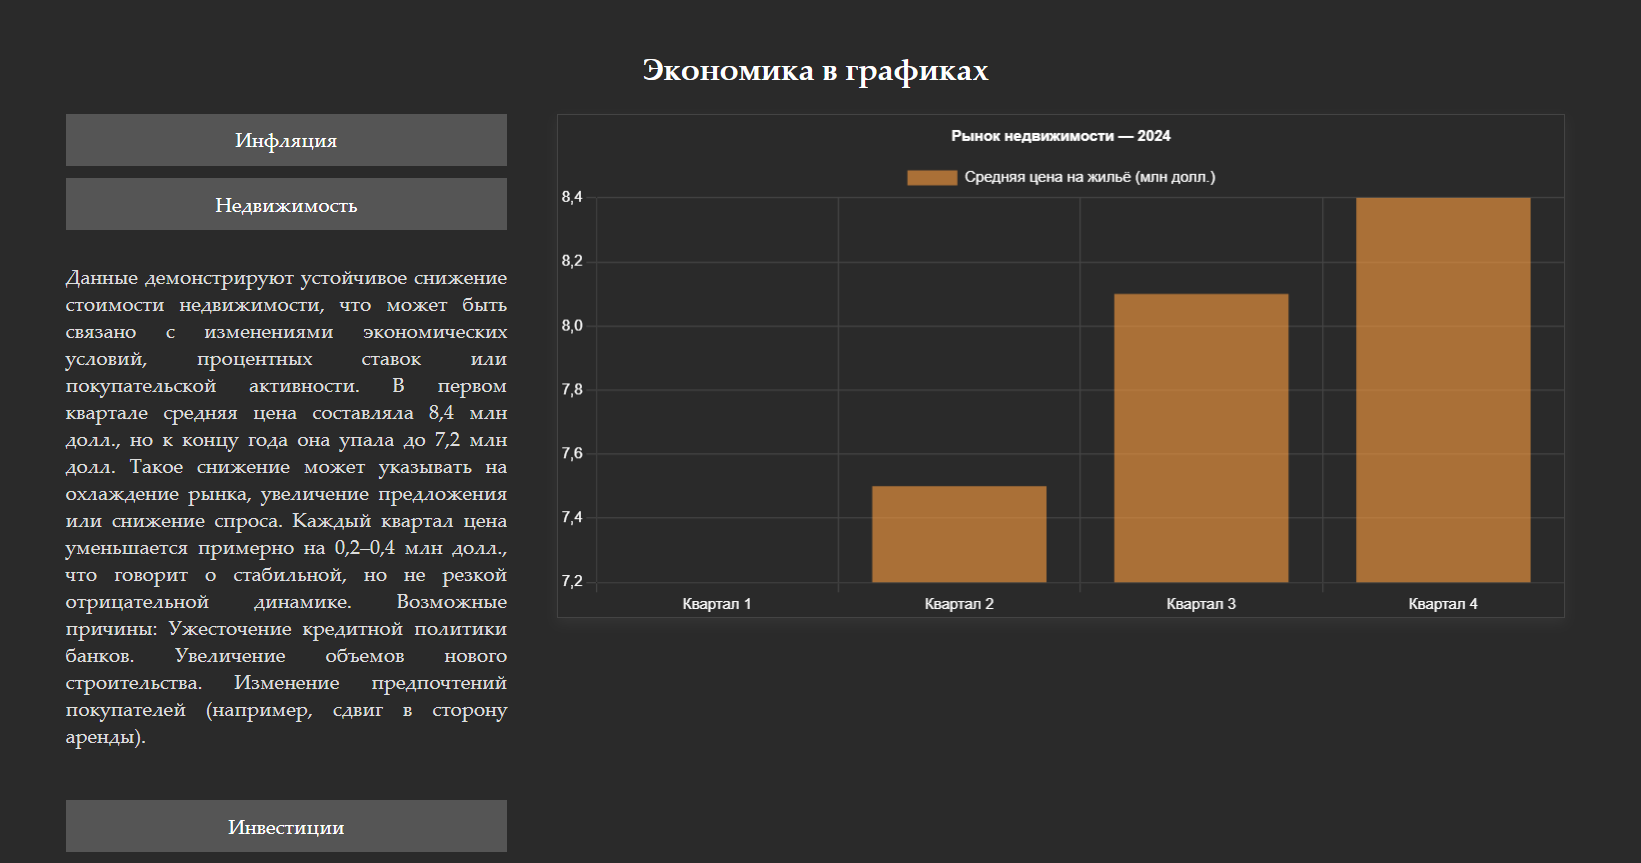 Экономика в графиках
Инфляция
Недвижимость
Данные демонстрируют устойчивое снижение
стоимости недвижимости, что может быть
связано с изменениями экономических
условий, процентных ставок или
покупательской активности. В первом
квартале средняя цена составляла 8,4 млн
долл., но к концу года она упала до 7,2 млн
долл. Такое снижение может указывать на
охлаждение рынка, увеличение предложения
или снижение спроса. Каждый квартал цена
уменьшается примерно на 0,2–0,4 млн долл.,
что говорит о стабильной, но не резкой
отрицательной динамике. Возможные
причины: Ужесточение кредитной политики
банков. Увеличение объемов нового
строительства. Изменение предпочтений
покупателей (например, сдвиг в сторону
аренды).
Инвестиции
Рынок недвижимости — 2024
Средняя цена на жильё (млн долл.)
8,4
8,2
8,0
7,8
7,6
7,4
7,2
Квартал 1 Квартал 2 Квартал 3 Квартал 4